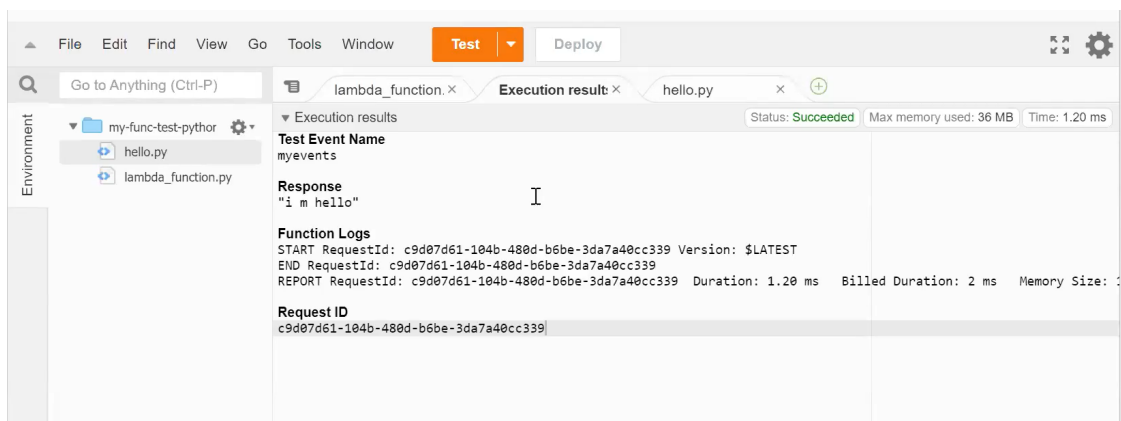 File Edit Find View Go Tools Window Test Deploy
Go to Anything (Ctrl-P)
lambda_function. Execution result: hello.py
Environment
my-func-test-python
hello.py
lambda_function.py
Execution results
Status: Succeeded Max memory used: 36 MB Time: 1.20 ms
Test Event Name
myevents
Response
"i m hello"
Function Logs
START RequestId: c9d07d61-104b-480d-b6be-3da7a40cc339 Version: $LATEST
END RequestId: c9d07d61-104b-480d-b6be-3da7a40cc339
REPORT RequestId: c9d07d61-104b-480d-b6be-3da7a40cc339 Duration: 1.20 ms Billed Duration: 2 ms Memory Size:
Request ID
c9d07d61-104b-480d-b6be-3da7a40cc339